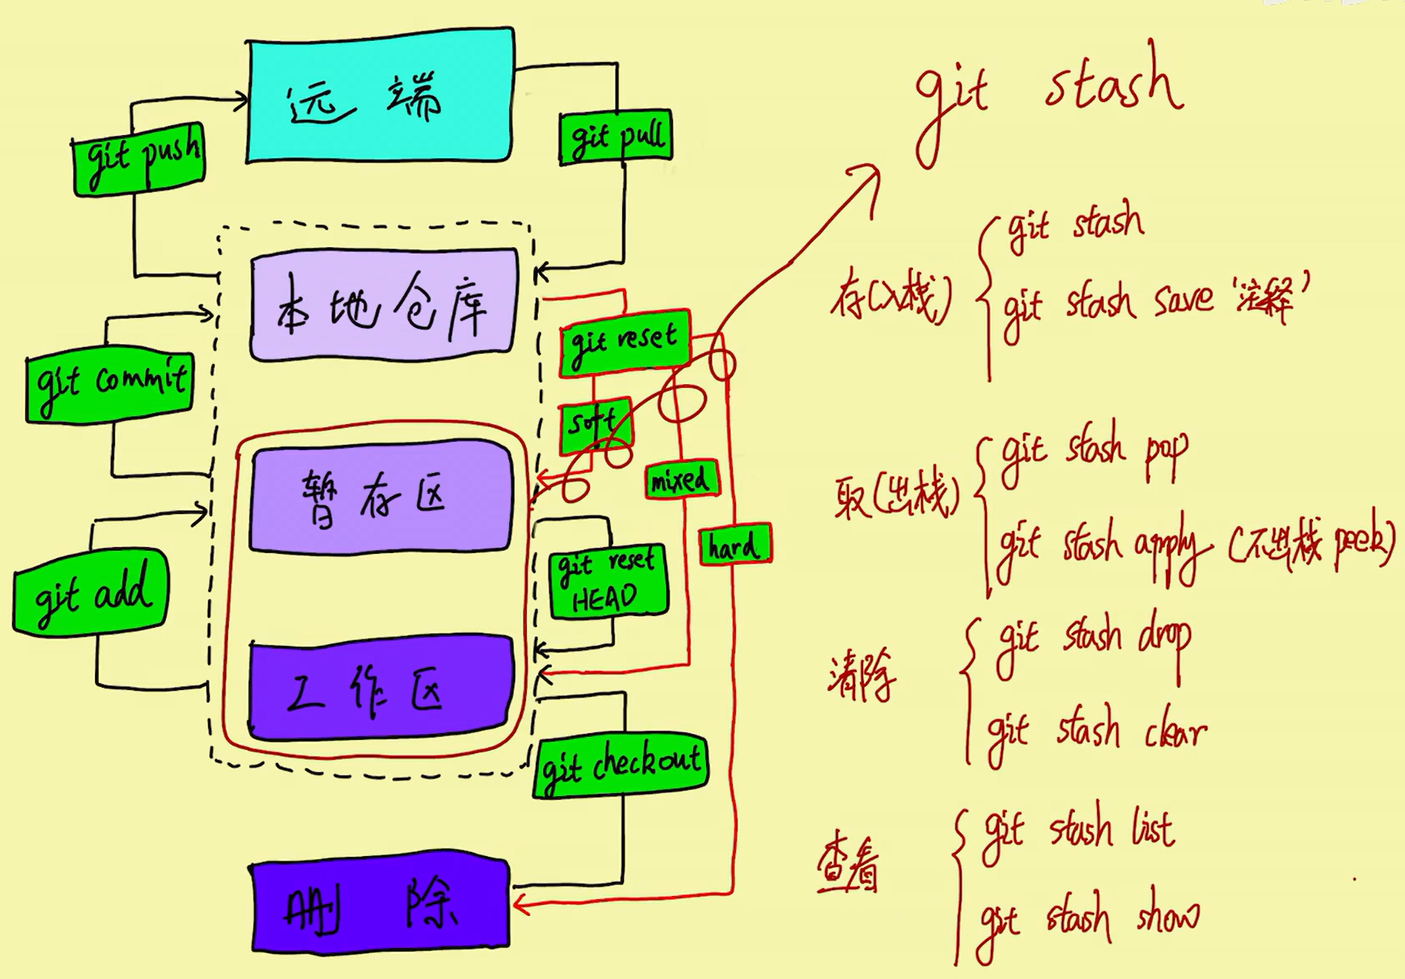 远端
git push
git pull
本地仓库
git commit
git reset
soft
mixed
hard
暂存区
git add
git reset
HEAD
工作区
git checkout
删除
git stash
存(入栈)
git stash
git stash save '注释'
取(出栈)
git stash pop
git stash apply (不出栈 peek)
清除
git stash drop
git stash clear
查看
git stash list
git stash show